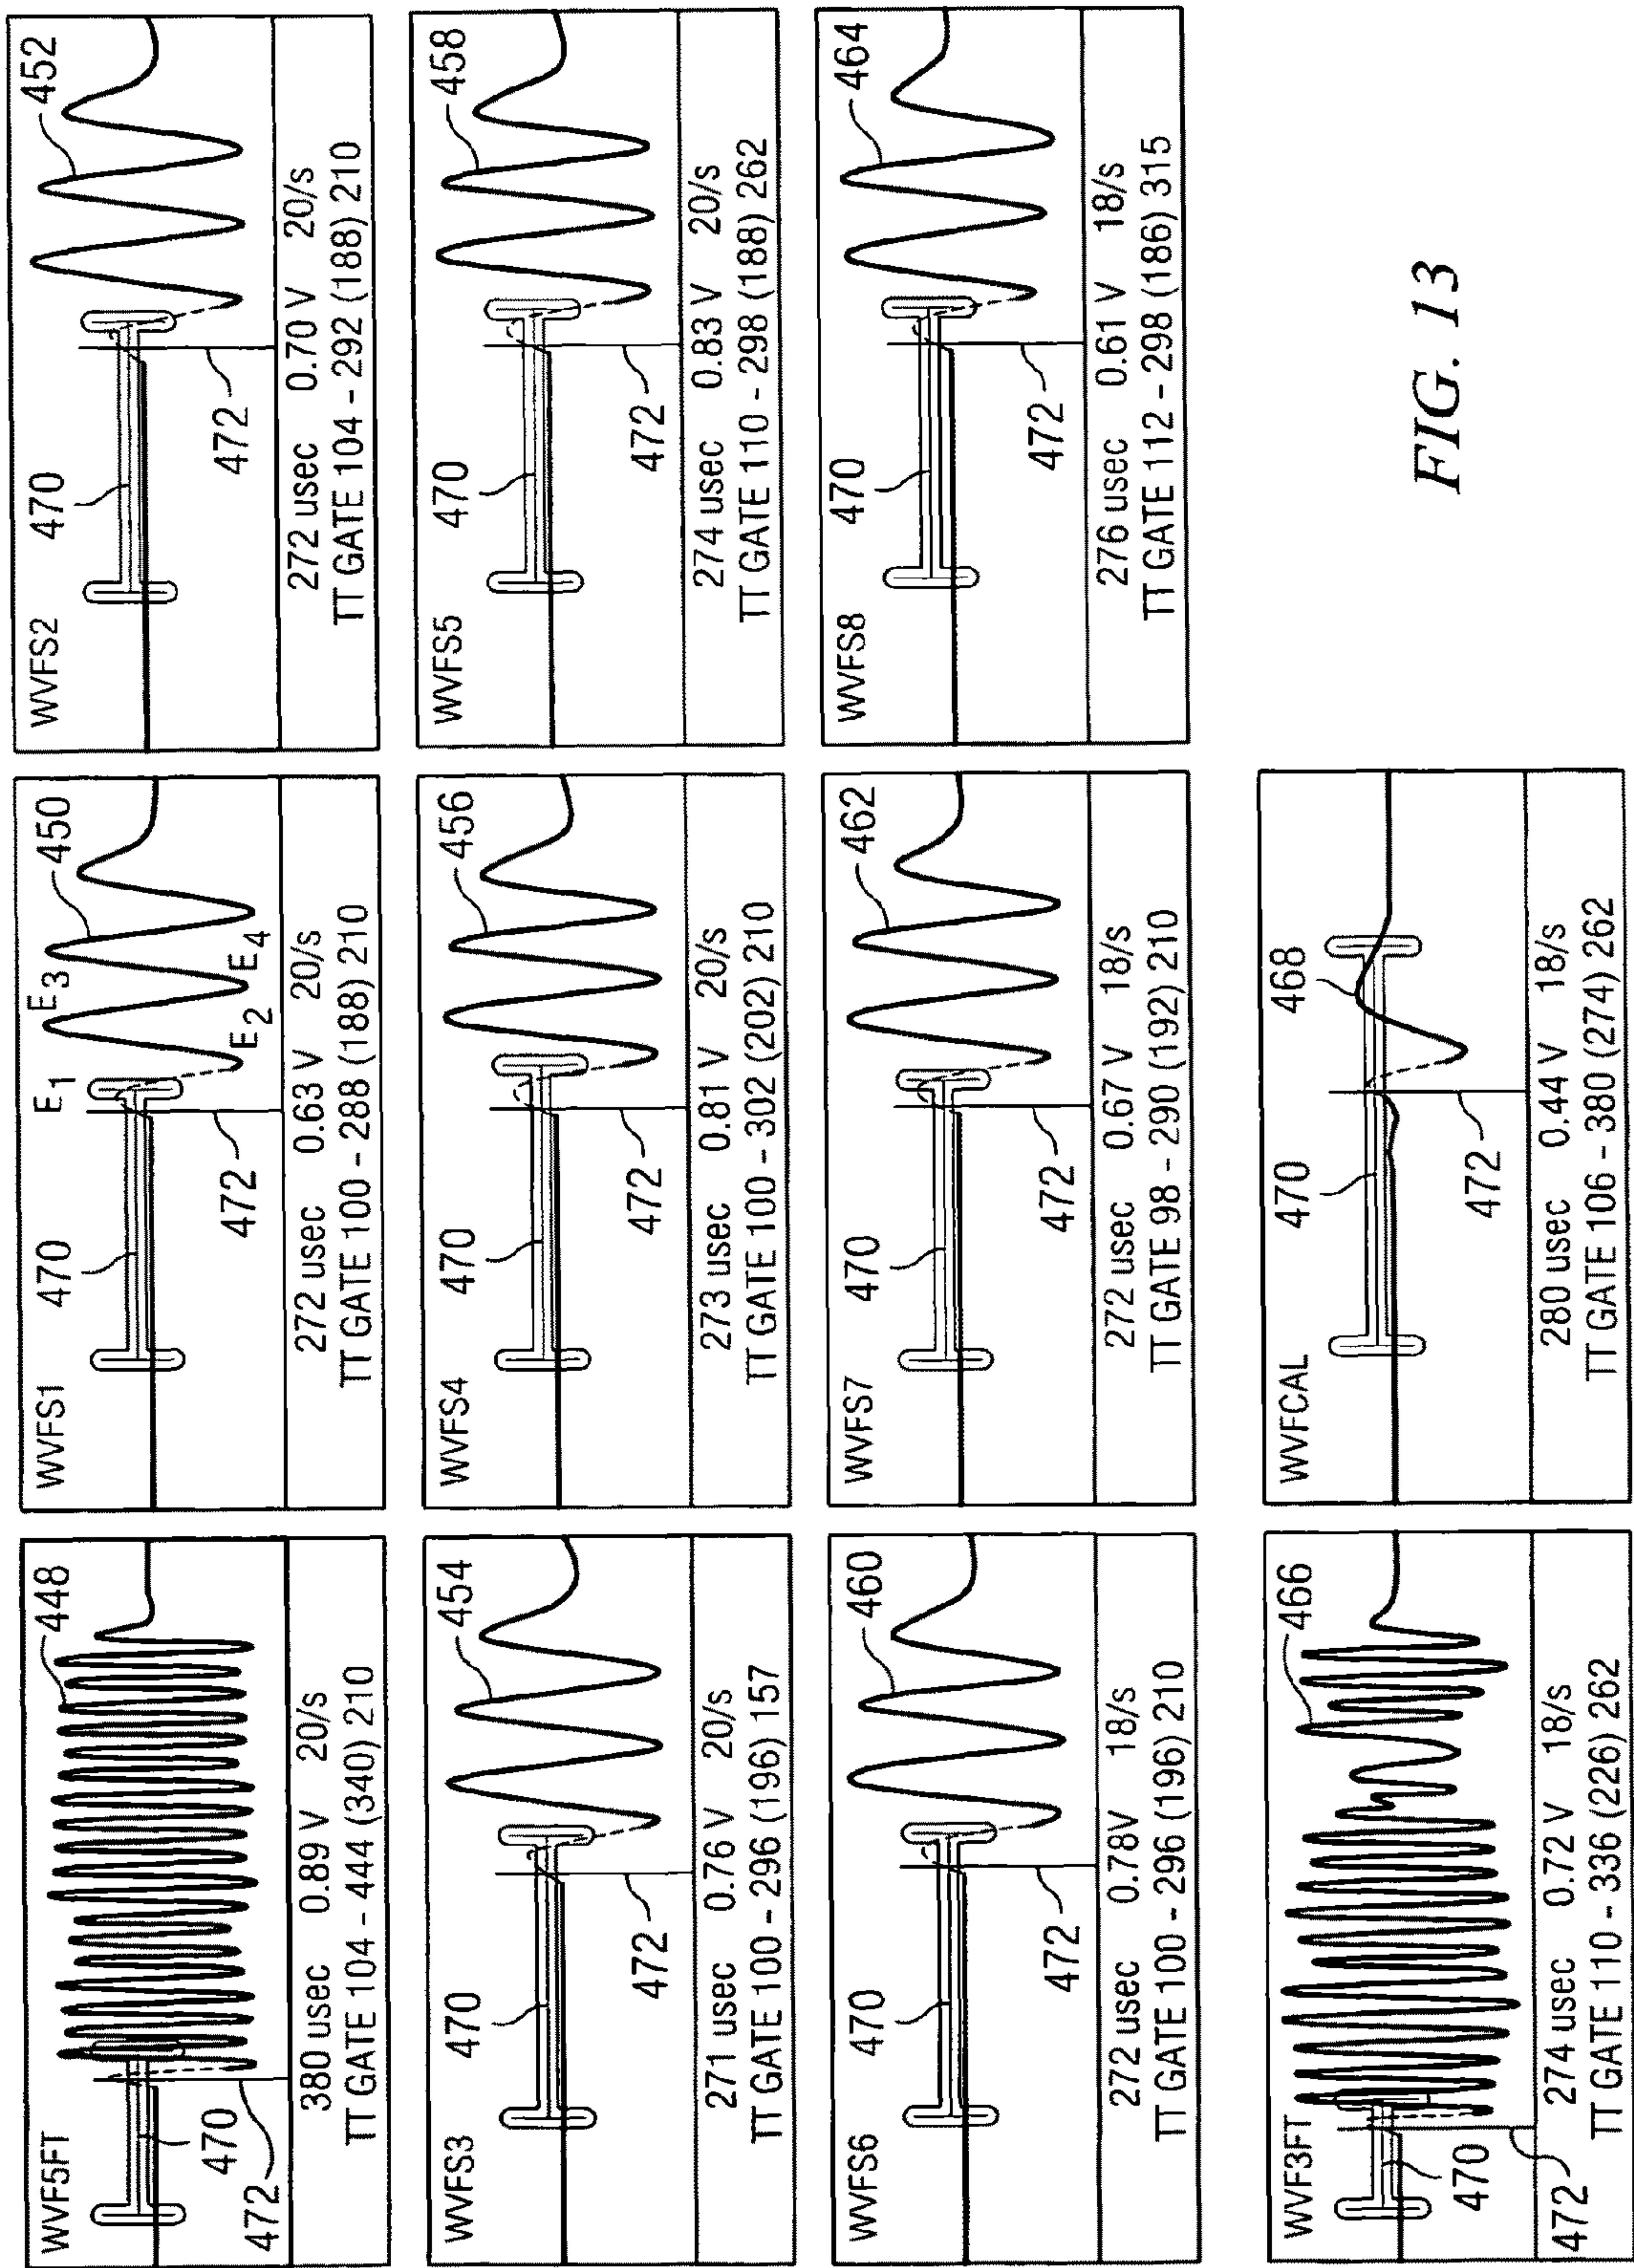 WVF5FT
448
470
472
380 usec 0.89 V 20/s
TT GATE 104 - 444 (340) 210
WVFS1
470
E1
E3
450
E2
E4
472
272 usec 0.63 V 20/s
TT GATE 100 - 288 (188) 210
WVFS2
470
452
472
272 usec 0.70 V 20/s
TT GATE 104 - 292 (188) 210
WVFS3
470
454
472
271 usec 0.76 V 20/s
TT GATE 100 - 296 (196) 157
WVFS4
470
456
472
273 usec 0.81 V 20/s
TT GATE 100 - 302 (202) 210
WVFS5
470
458
472
274 usec 0.83 V 20/s
TT GATE 110 - 298 (188) 262
WVFS6
470
460
472
272 usec 0.78V 18/s
TT GATE 100 - 296 (196) 210
WVFS7
470
462
472
272 usec 0.67 V 18/s
TT GATE 98 - 290 (192) 210
WVFS8
470
464
472
276 usec 0.61 V 18/s
TT GATE 112 - 298 (186) 315
WVF3FT
466
470
472
274 usec 0.72 V 18/s
TT GATE 110 - 336 (226) 262
WVFCAL
470
468
472
280 usec 0.44 V 18/s
TT GATE 106 - 380 (274) 262
FIG. 13